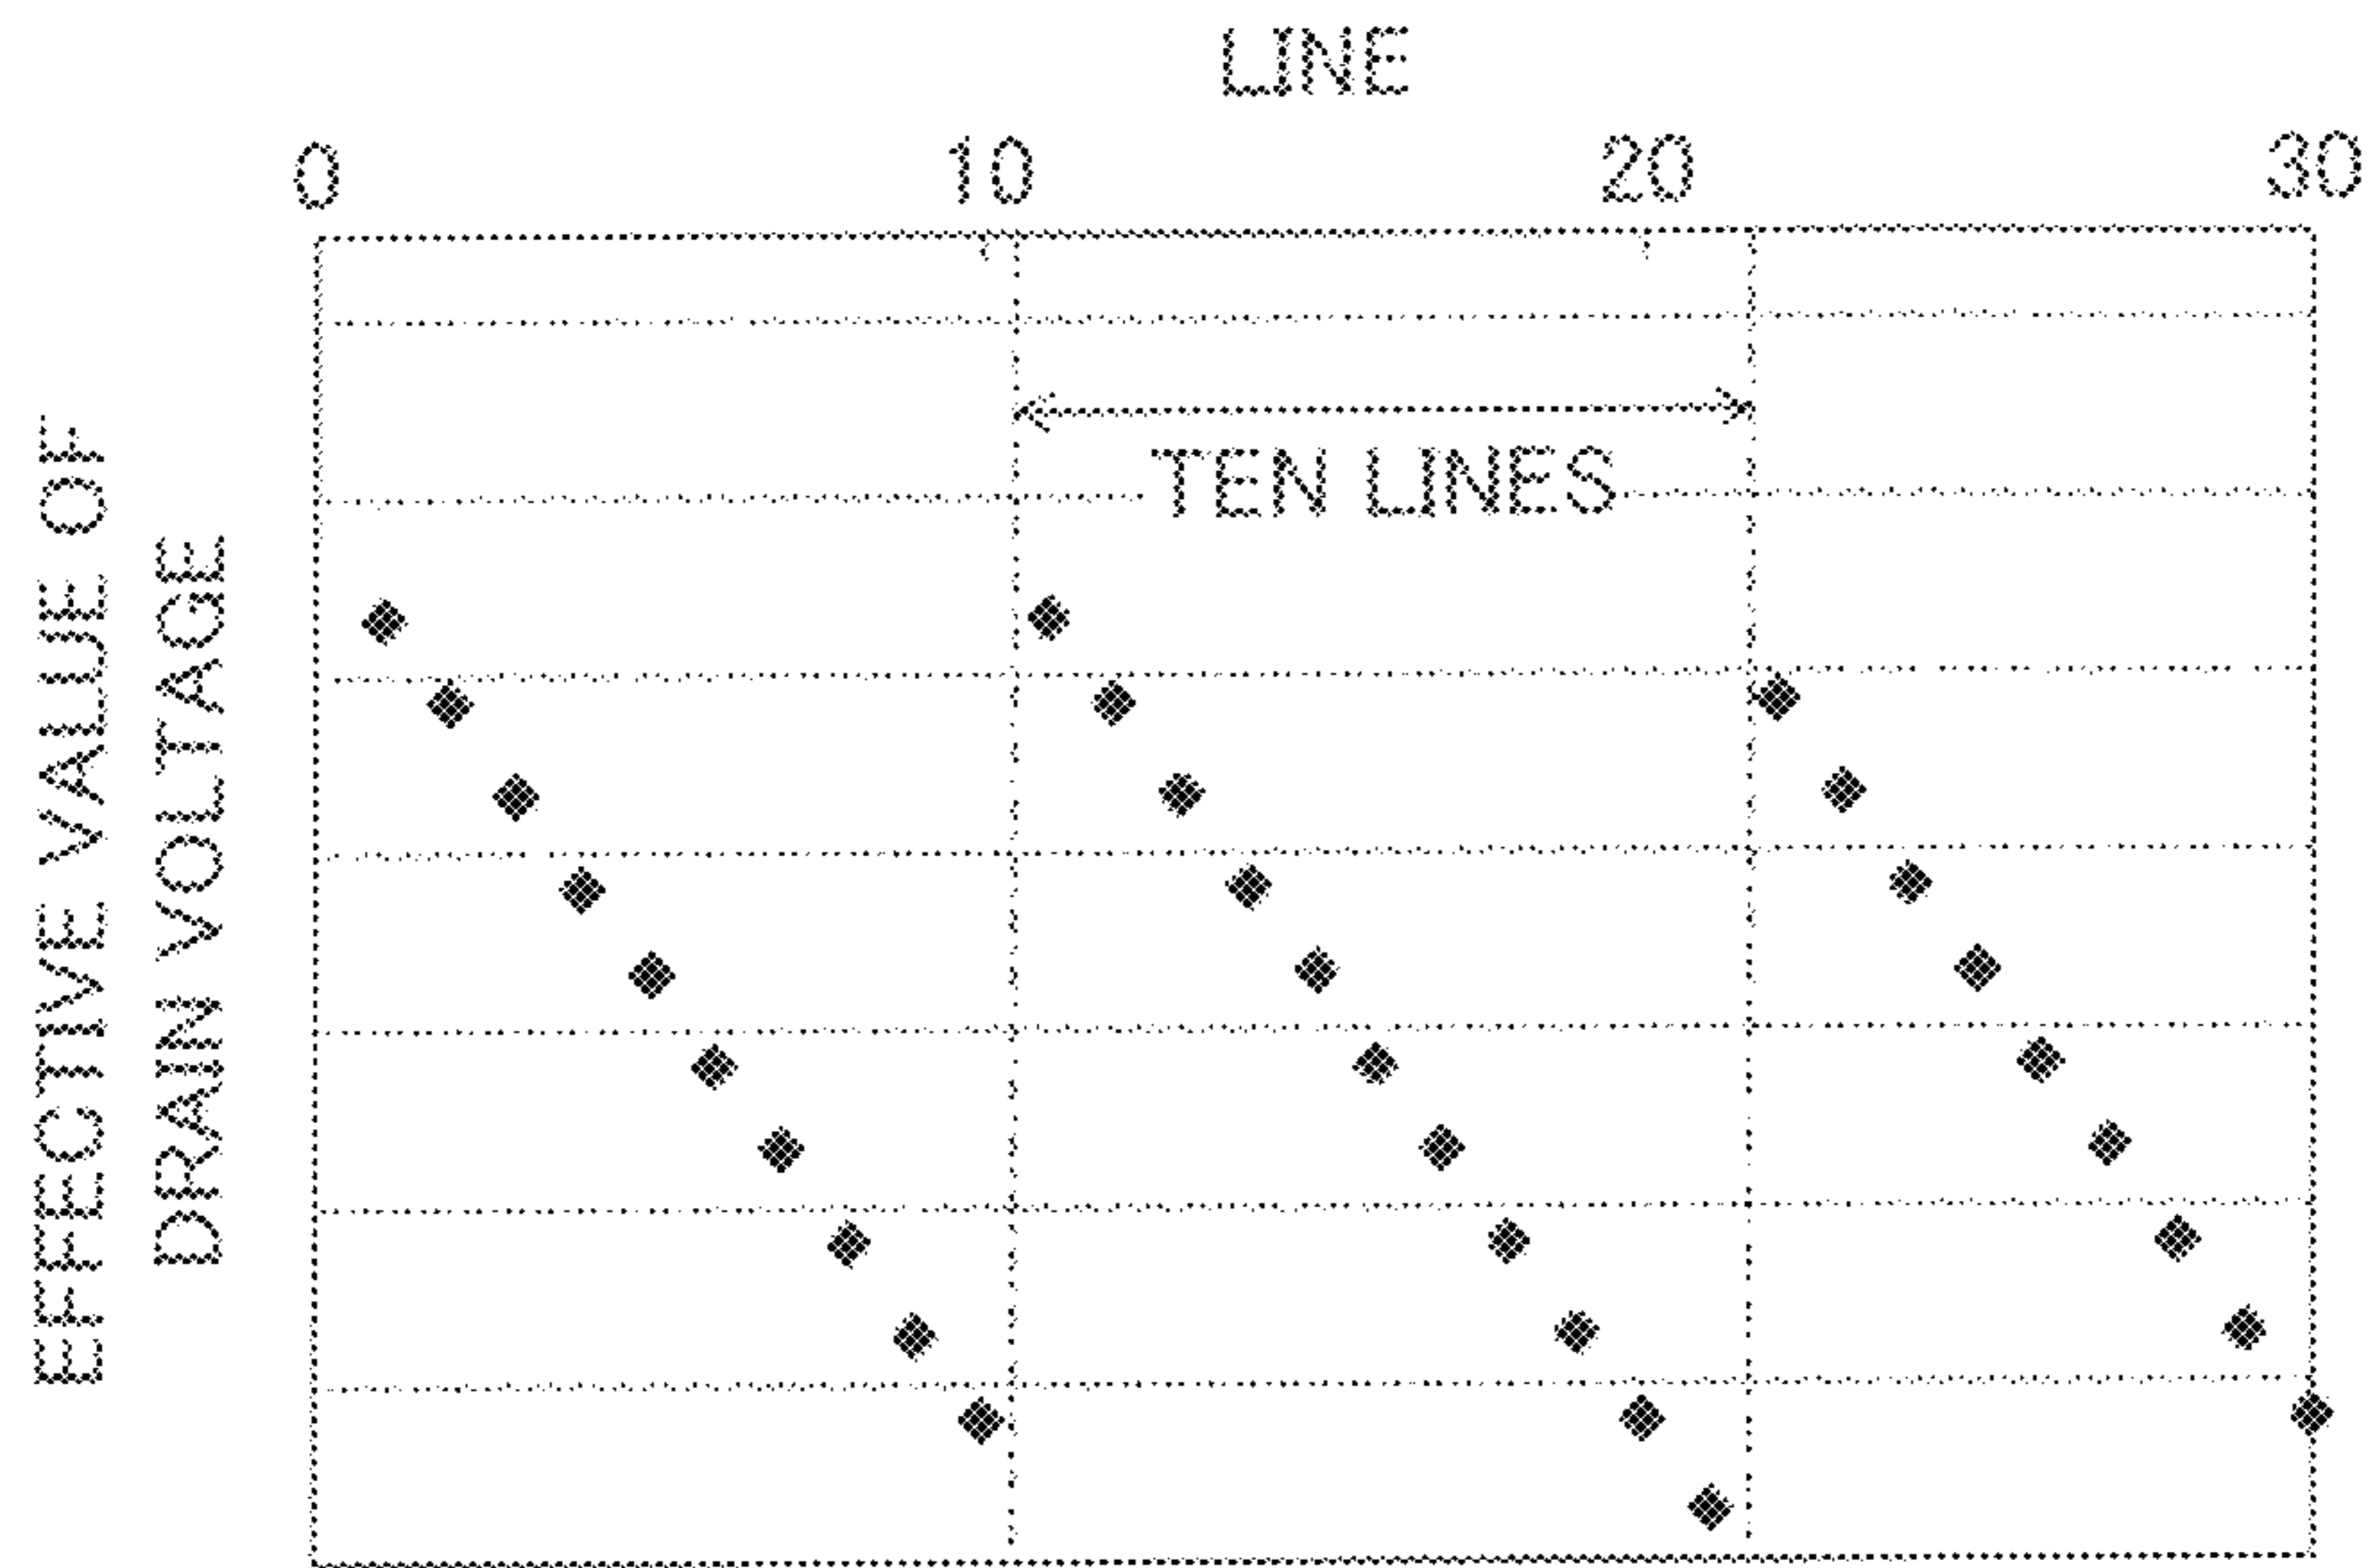 LINE
0 10 20 30
TEN LINES
EFFECTIVE VALUE OF
DRAIN VOLTAGE